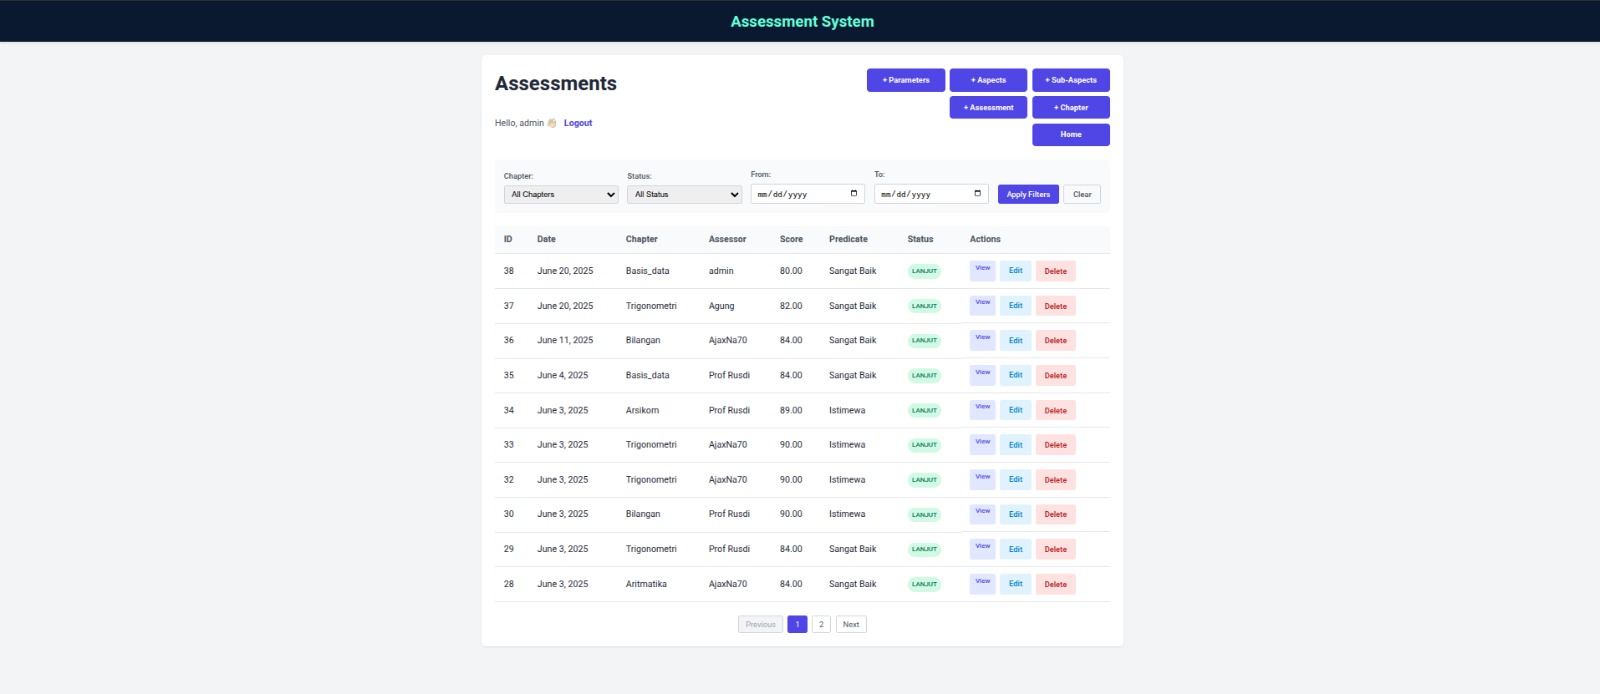 Assessment System
Assessments
+ Parameters + Aspects + Sub-Aspects
+ Assessment + Chapter
Hello, admin 👋🏻 Logout
Home
Chapter: Status: From: To:
All Chapters All Status mm/dd/yyyy mm/dd/yyyy Apply Filters Clear
ID Date Chapter Assessor Score Predicate Status Actions
38 June 20, 2025 Basis_data admin 80.00 Sangat Baik LANJUT View Edit Delete
37 June 20, 2025 Trigonometri Agung 82.00 Sangat Baik LANJUT View Edit Delete
36 June 11, 2025 Bilangan AjaxNa70 84.00 Sangat Baik LANJUT View Edit Delete
35 June 4, 2025 Basis_data Prof Rusdi 84.00 Sangat Baik LANJUT View Edit Delete
34 June 3, 2025 Arsikom Prof Rusdi 89.00 Istimewa LANJUT View Edit Delete
33 June 3, 2025 Trigonometri AjaxNa70 90.00 Istimewa LANJUT View Edit Delete
32 June 3, 2025 Trigonometri AjaxNa70 90.00 Istimewa LANJUT View Edit Delete
30 June 3, 2025 Bilangan Prof Rusdi 90.00 Istimewa LANJUT View Edit Delete
29 June 3, 2025 Trigonometri Prof Rusdi 84.00 Sangat Baik LANJUT View Edit Delete
28 June 3, 2025 Aritmatika AjaxNa70 84.00 Sangat Baik LANJUT View Edit Delete
Previous 1 2 Next